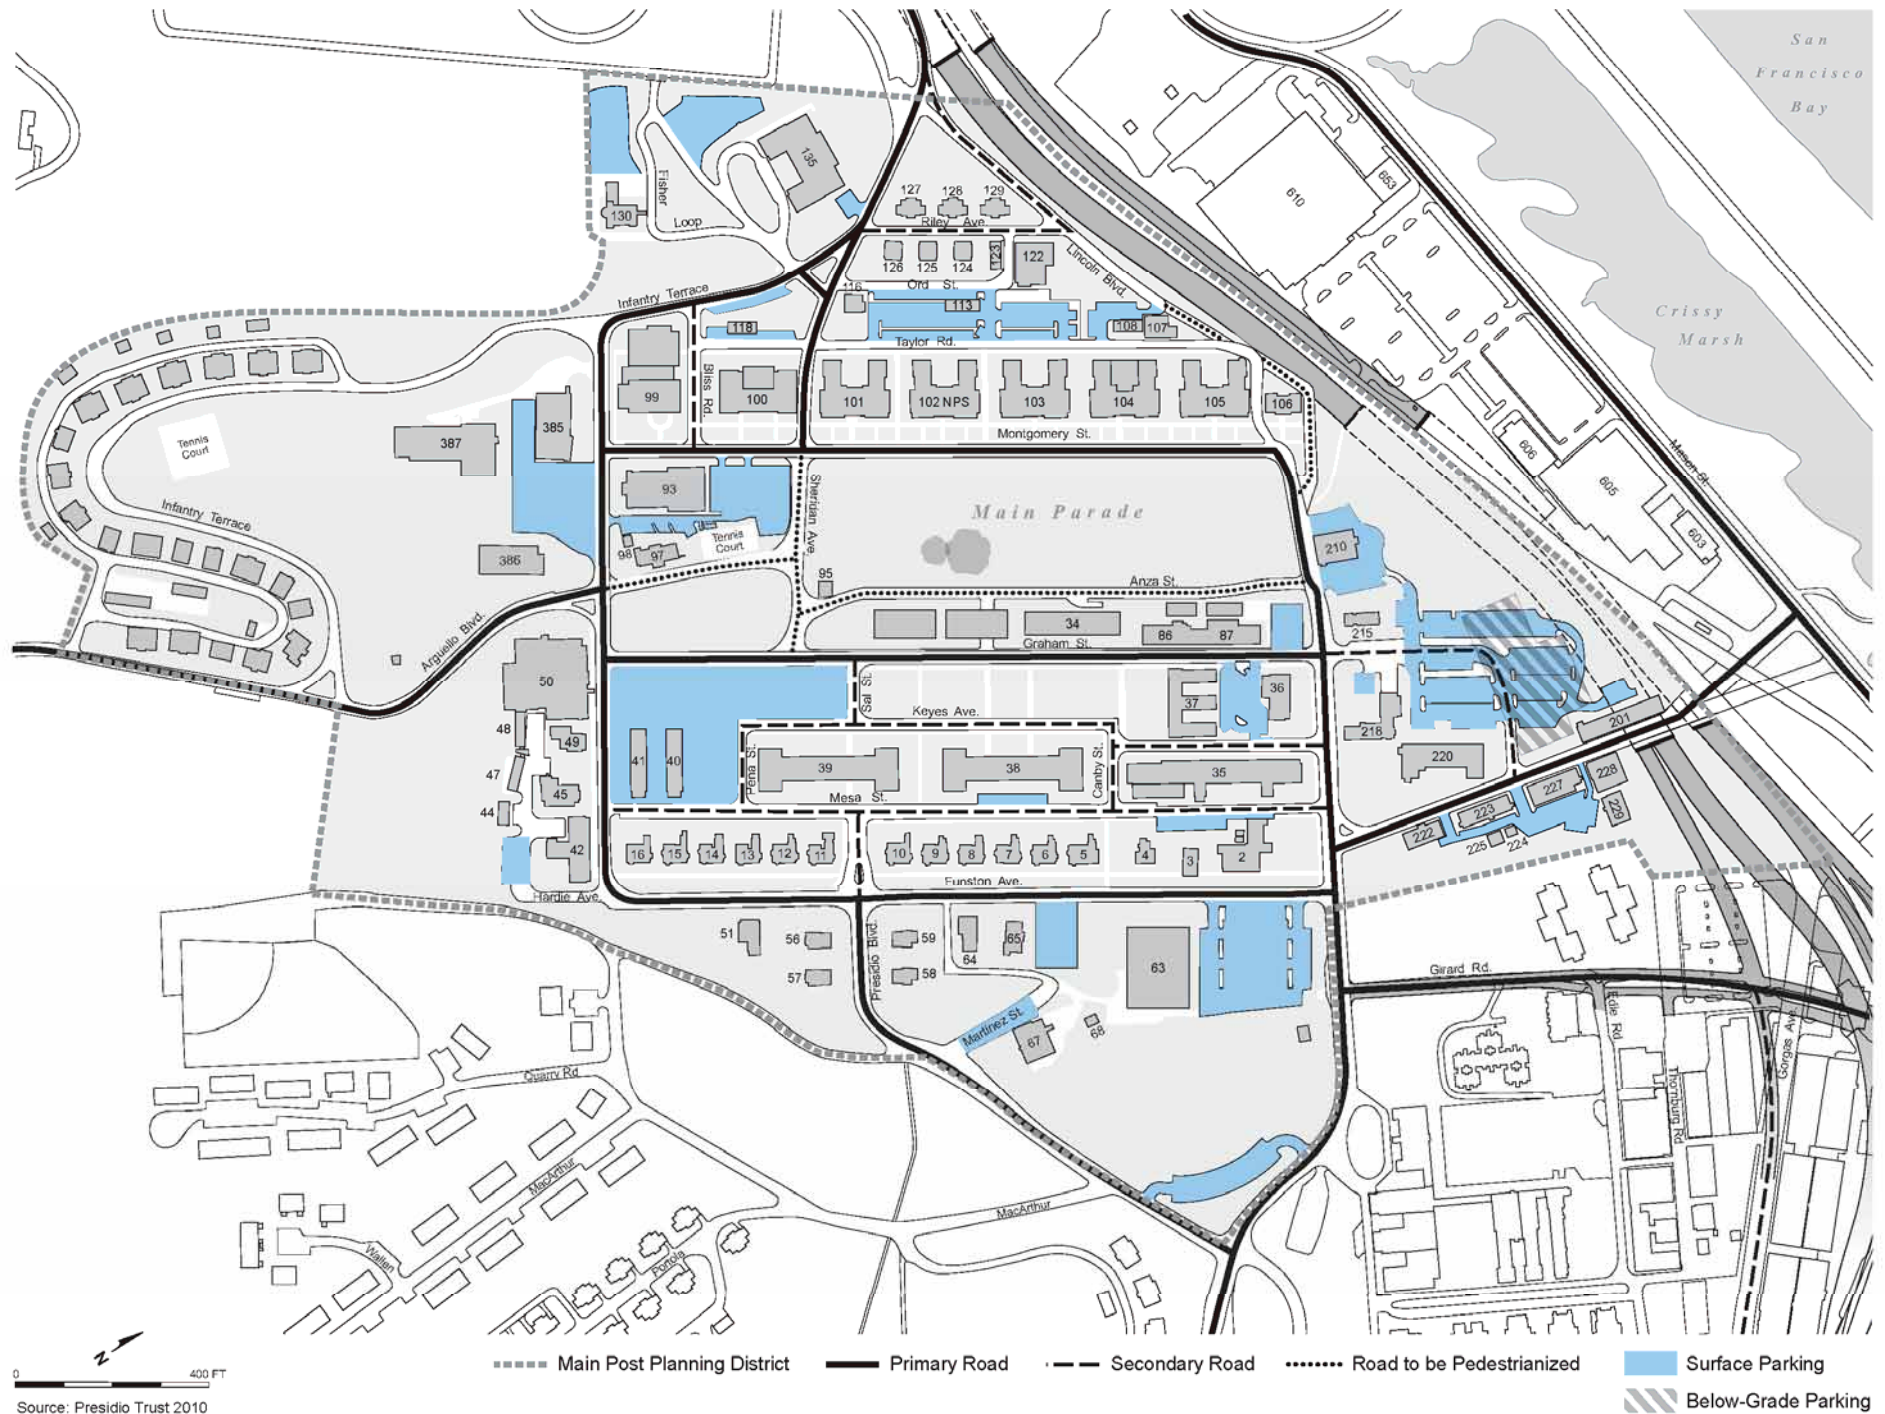 San
Francisco
Bay
653
610
135
Fisher
130
Loop
127
128
129
Riley Ave.
126
125
124
123
122
Lincoln Blvd.
Ord St.
116
113
Infantry Terrace
118
108
107
Taylor Rd.
Crissy
Marsh
99
Bliss Rd.
100
101
102 NPS
103
104
105
106
Montgomery St.
385
387
Tennis
Court
606
605
Mason St.
603
93
Sheridan Ave.
Main Parade
Infantry Terrace
Tennis
Court
98
97
386
210
95
Anza St.
34
86
87
215
Graham St.
Arguello Blvd.
50
Keyes Ave.
37
36
48
49
218
201
41
40
39
38
35
220
Canby St.
47
45
Mesa St.
44
42
228
227
229
223
222
225
224
16
15
14
13
12
11
10
9
8
7
6
5
4
3
2
Funston Ave.
Hardie Ave.
51
56
57
Presidio Blvd.
59
58
64
65
63
Girard Rd.
Martinez St.
67
68
Edie Rd
Gorgas Ave.
Thornburg Rd
Quarry Rd
MacArthur
MacArthur
Wallen
Portola
N
0
400 FT
Source: Presidio Trust 2010
Main Post Planning District
Primary Road
Secondary Road
Road to be Pedestrianized
Surface Parking
Below-Grade Parking